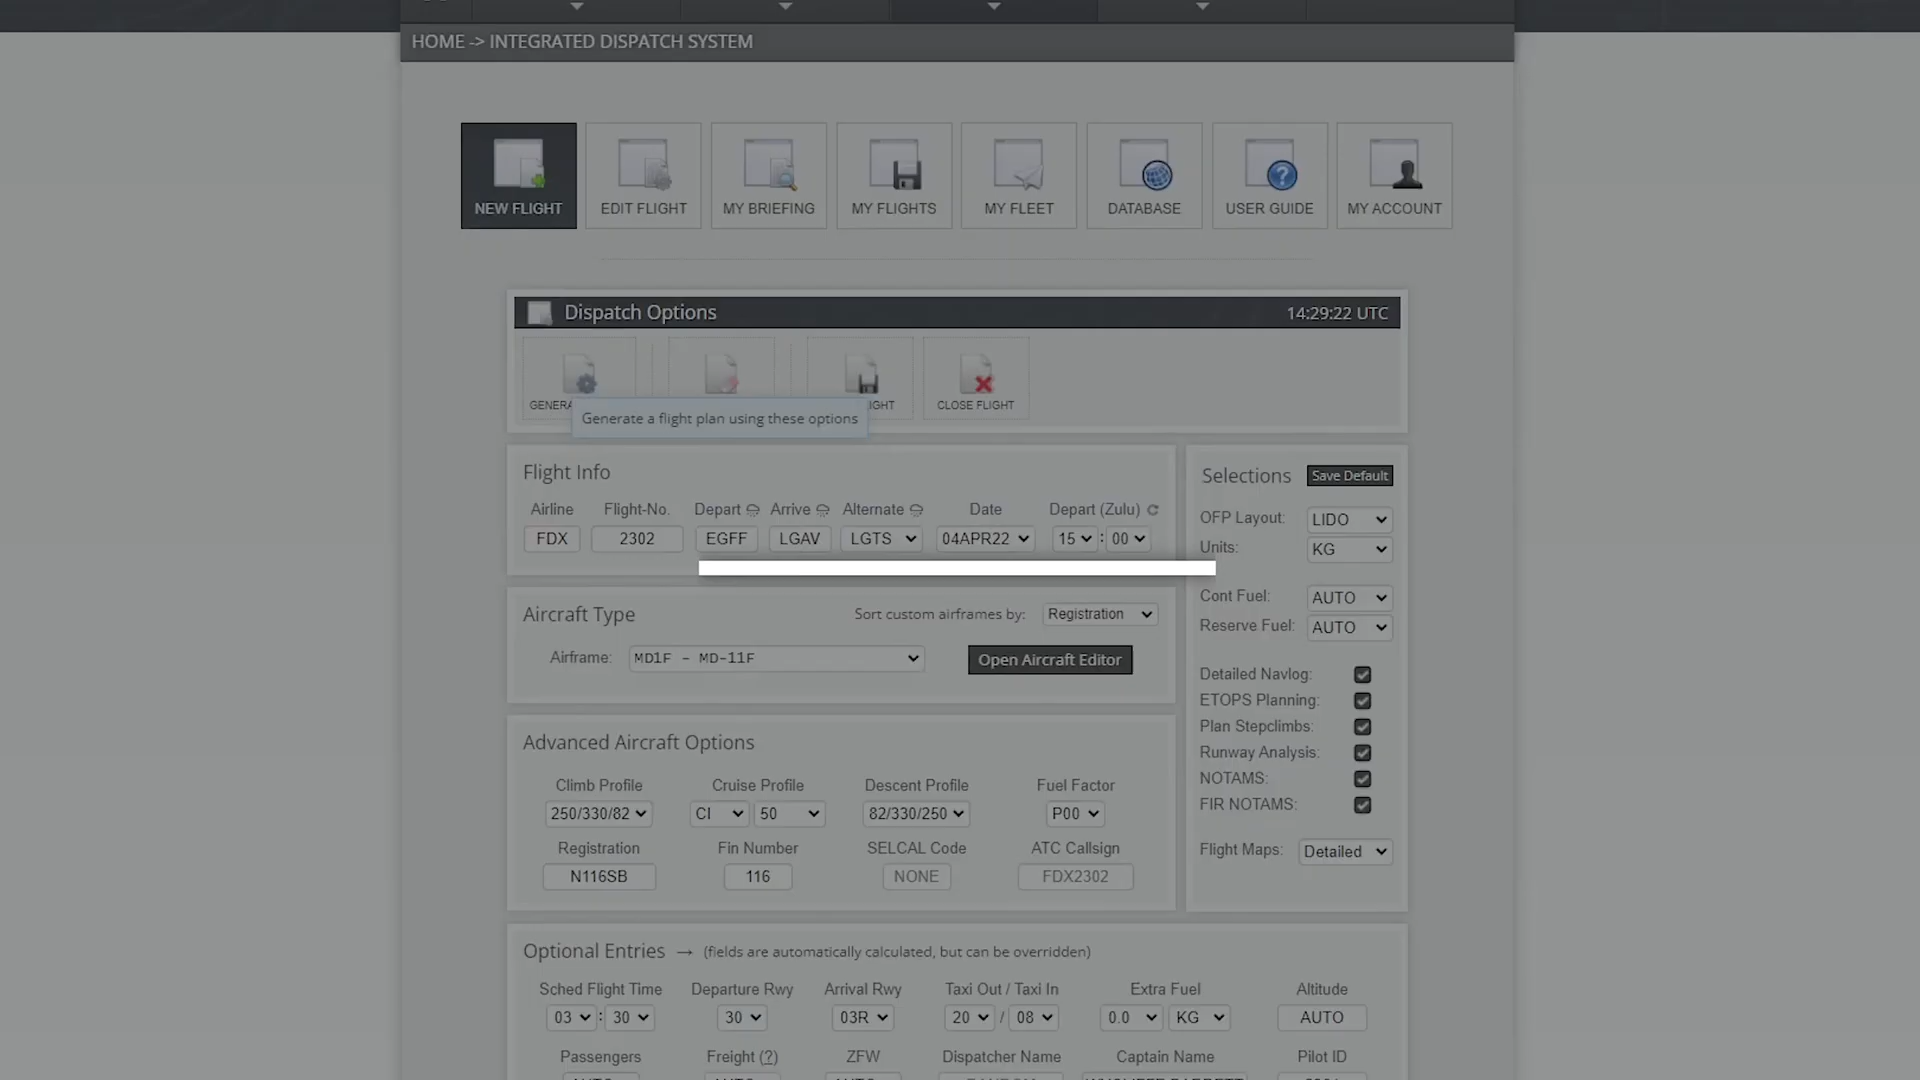 HOME -> INTEGRATED DISPATCH SYSTEM
NEW FLIGHT EDIT FLIGHT MY BRIEFING MY FLIGHTS MY FLEET DATABASE USER GUIDE MY ACCOUNT
Dispatch Options 14:29:22 UTC
CLOSE FLIGHT
Generate a flight plan using these options
Flight Info
Airline Flight-No. Depart Arrive Alternate Date Depart (Zulu)
FDX 2302 EGFF LGAV LGTS 04APR22 15 : 00
Aircraft Type Sort custom airframes by: Registration
Airframe: MD1F - MD-11F Open Aircraft Editor
Advanced Aircraft Options
Climb Profile Cruise Profile Descent Profile Fuel Factor
250/330/82 CI 50 82/330/250 P00
Registration Fin Number SELCAL Code ATC Callsign
N116SB 116 NONE FDX2302
Selections Save Default
OFP Layout: LIDO
Units: KG
Cont Fuel: AUTO
Reserve Fuel: AUTO
Detailed Navlog:
ETOPS Planning:
Plan Stepclimbs:
Runway Analysis:
NOTAMS:
FIR NOTAMS:
Flight Maps: Detailed
Optional Entries → (fields are automatically calculated, but can be overridden)
Sched Flight Time Departure Rwy Arrival Rwy Taxi Out / Taxi In Extra Fuel Altitude
03 : 30 30 03R 20 / 08 0.0 KG AUTO
Passengers Freight (?) ZFW Dispatcher Name Captain Name Pilot ID